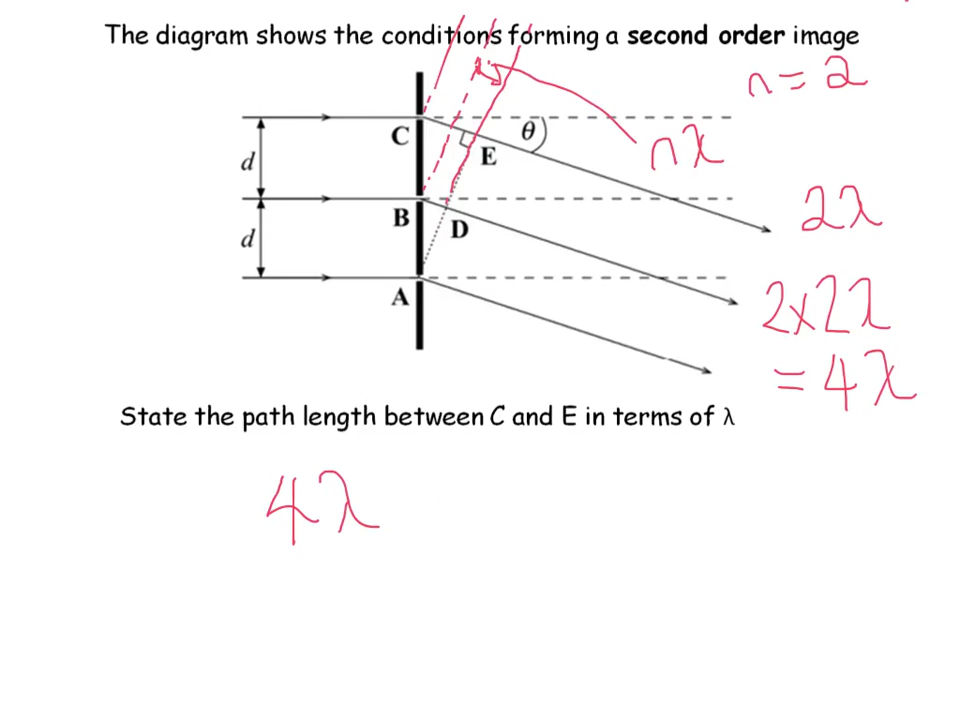 The diagram shows the conditions forming a second order image
n = 2
C
θ
E
nλ
d
2λ
B
D
d
A
2×2λ
= 4λ
State the path length between C and E in terms of λ
4λ